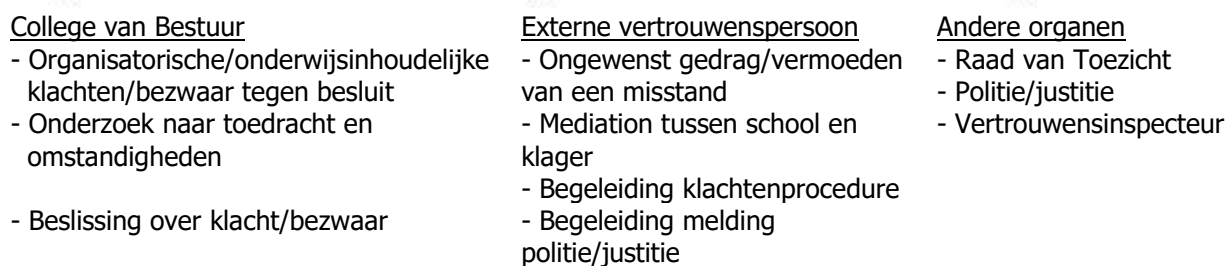 College van Bestuur
- Organisatorische/onderwijsinhoudelijke
klachten/bezwaar tegen besluit
- Onderzoek naar toedracht en
omstandigheden
- Beslissing over klacht/bezwaar
Externe vertrouwenspersoon
- Ongewenst gedrag/vermoeden
van een misstand
- Mediation tussen school en
klager
- Begeleiding klachtenprocedure
- Begeleiding melding
politie/justitie
Andere organen
- Raad van Toezicht
- Politie/justitie
- Vertrouwensinspecteur